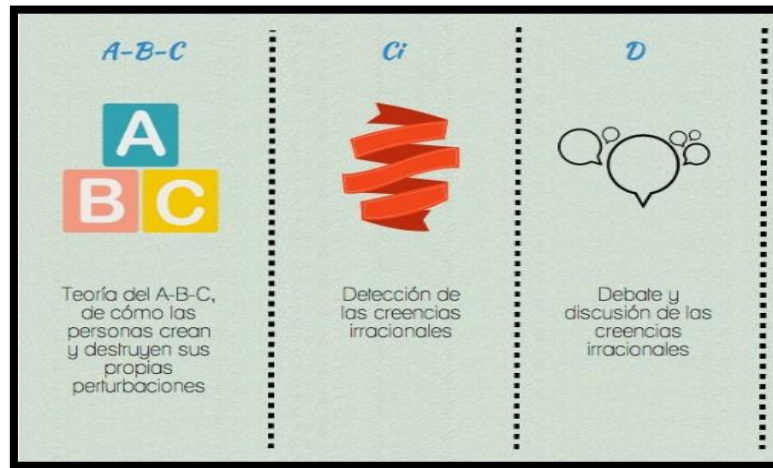 A-B-C
A
B C
Teoría del A-B-C,
de cómo las
personas crean
y destruyen sus
propias
perturbaciones
Ci
Detección de
las creencias
irracionales
D
Debate y
discusión de las
creencias
irracionales